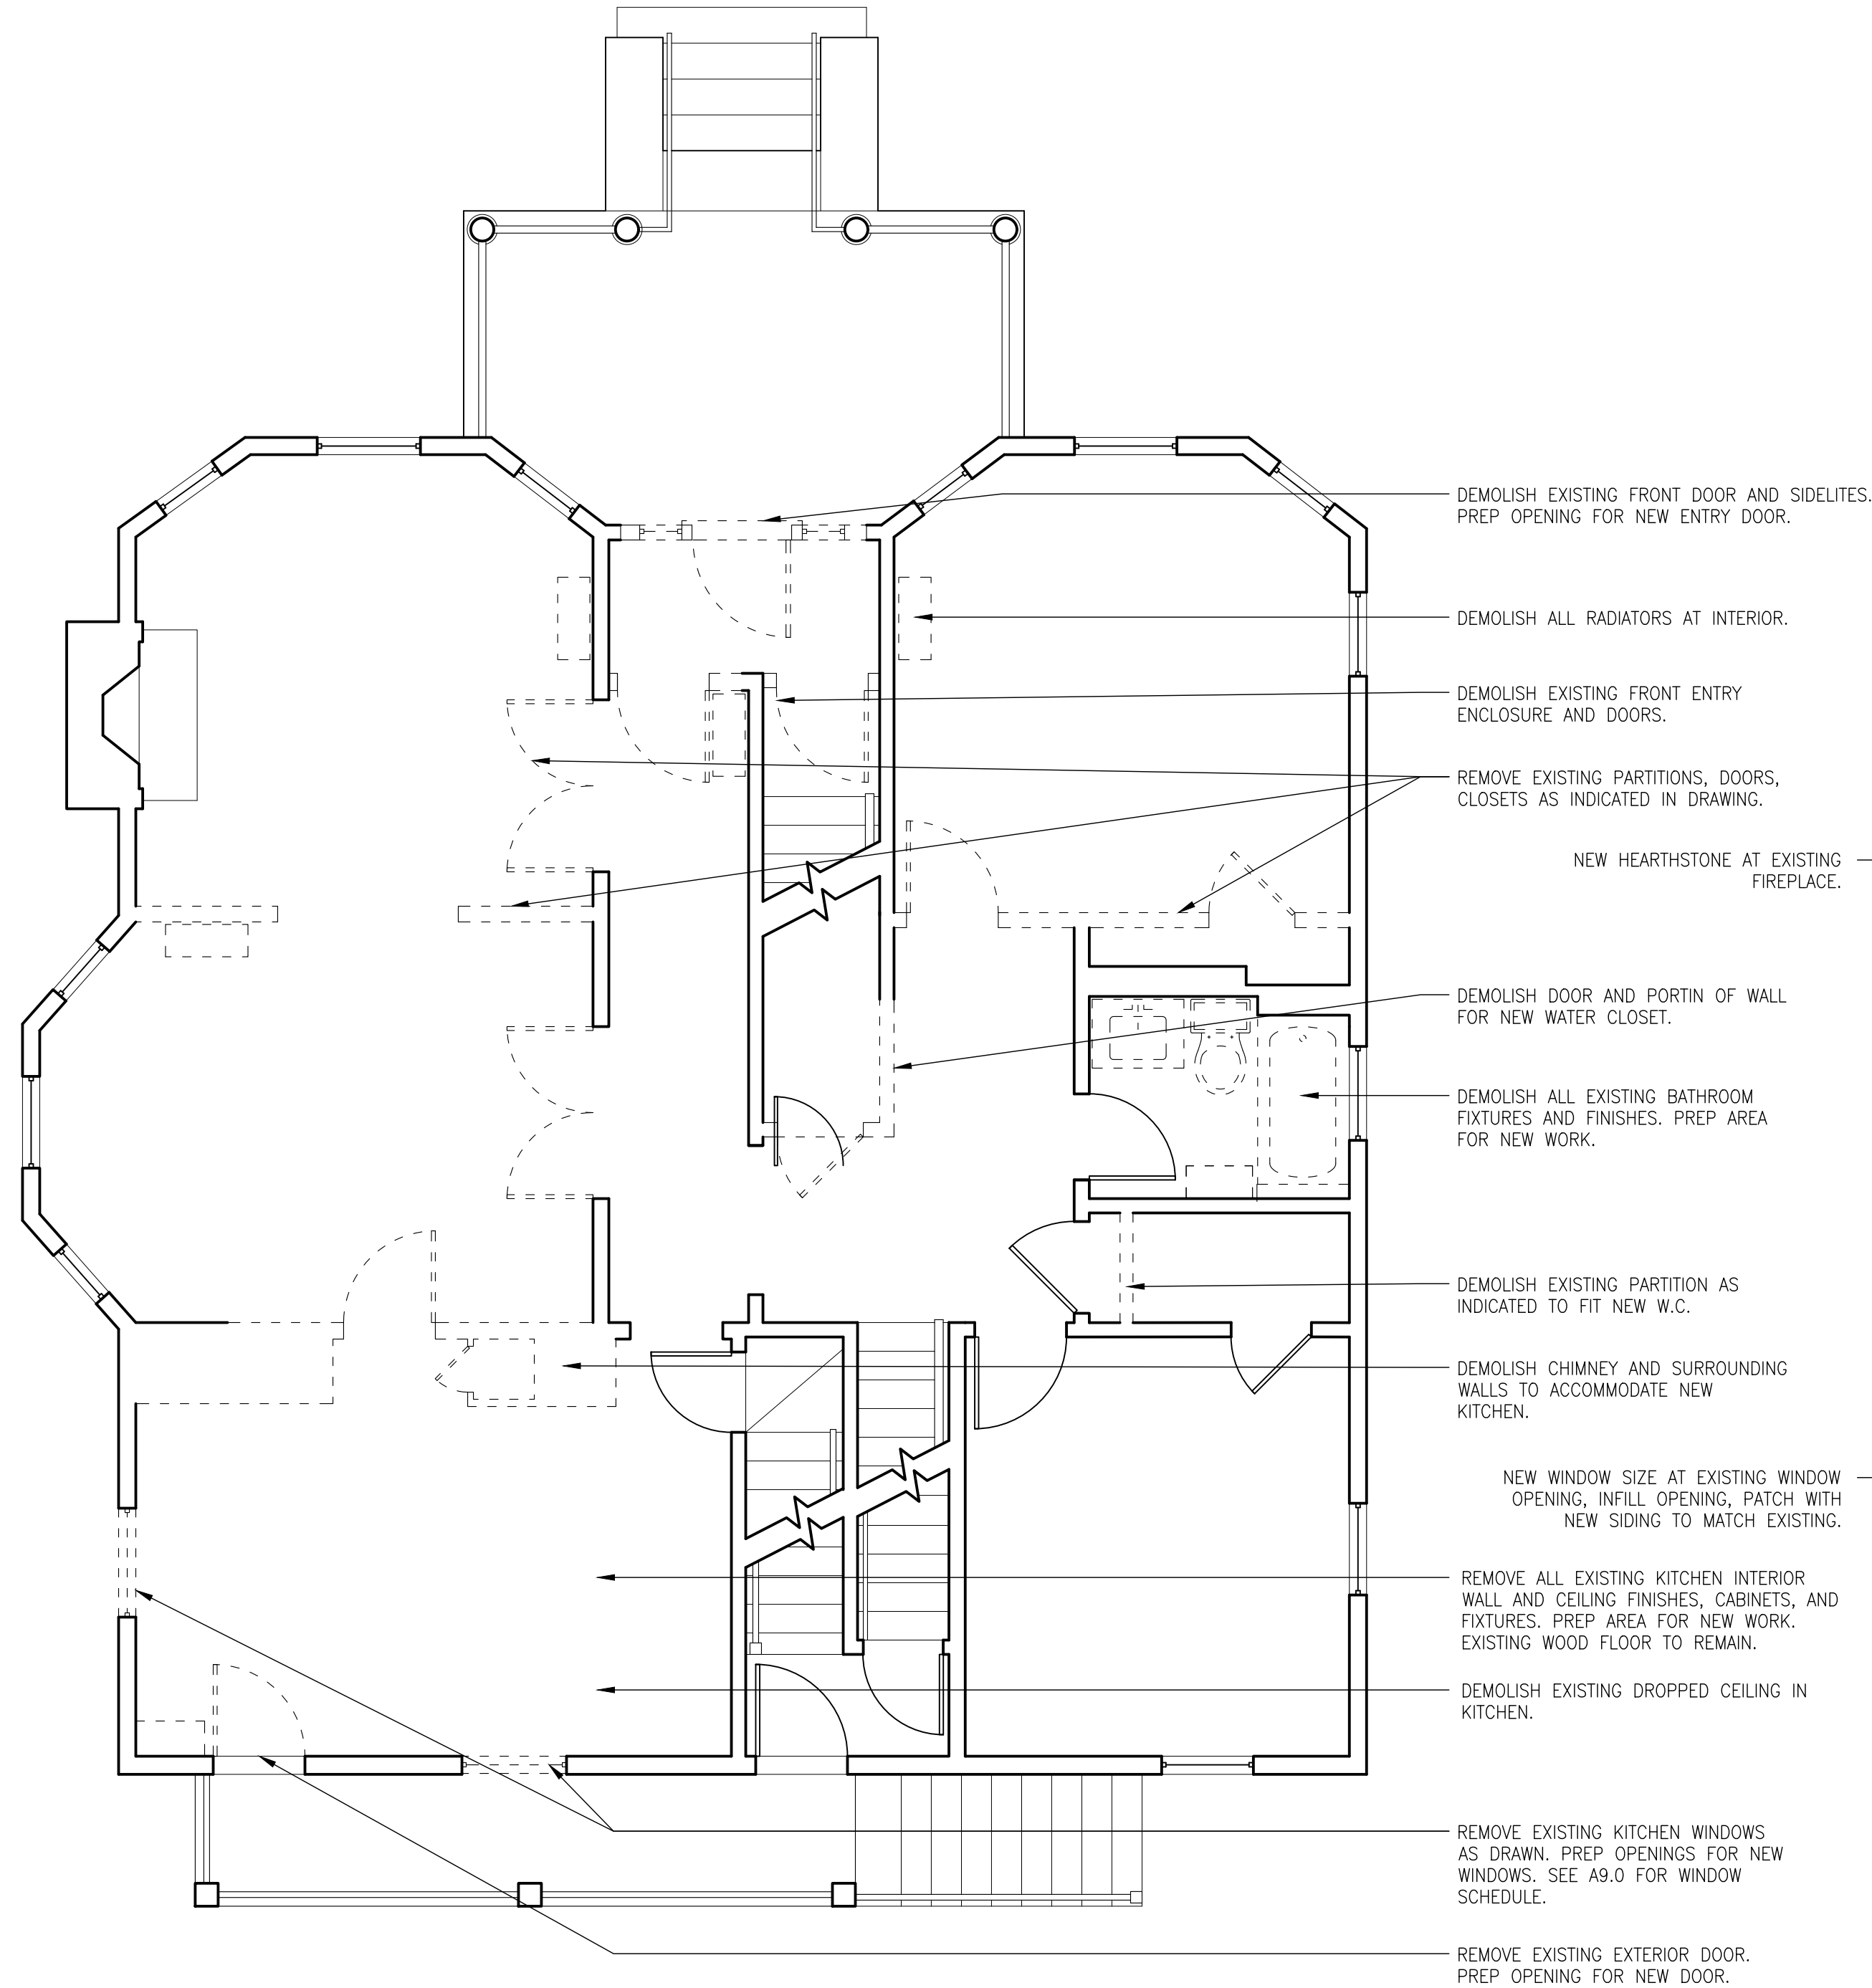 DEMOLISH EXISTING FRONT DOOR AND SIDELITES.
PREP OPENING FOR NEW ENTRY DOOR.
DEMOLISH ALL RADIATORS AT INTERIOR.
DEMOLISH EXISTING FRONT ENTRY
ENCLOSURE AND DOORS.
REMOVE EXISTING PARTITIONS, DOORS,
CLOSETS AS INDICATED IN DRAWING.
NEW HEARTHSTONE AT EXISTING
FIREPLACE.
DEMOLISH DOOR AND PORTIN OF WALL
FOR NEW WATER CLOSET.
DEMOLISH ALL EXISTING BATHROOM
FIXTURES AND FINISHES. PREP AREA
FOR NEW WORK.
DEMOLISH EXISTING PARTITION AS
INDICATED TO FIT NEW W.C.
DEMOLISH CHIMNEY AND SURROUNDING
WALLS TO ACCOMMODATE NEW
KITCHEN.
NEW WINDOW SIZE AT EXISTING WINDOW
OPENING, INFILL OPENING, PATCH WITH
NEW SIDING TO MATCH EXISTING.
REMOVE ALL EXISTING KITCHEN INTERIOR
WALL AND CEILING FINISHES, CABINETS, AND
FIXTURES. PREP AREA FOR NEW WORK.
EXISTING WOOD FLOOR TO REMAIN.
DEMOLISH EXISTING DROPPED CEILING IN
KITCHEN.
REMOVE EXISTING KITCHEN WINDOWS
AS DRAWN. PREP OPENINGS FOR NEW
WINDOWS. SEE A9.0 FOR WINDOW
SCHEDULE.
REMOVE EXISTING EXTERIOR DOOR.
PREP OPENING FOR NEW DOOR.